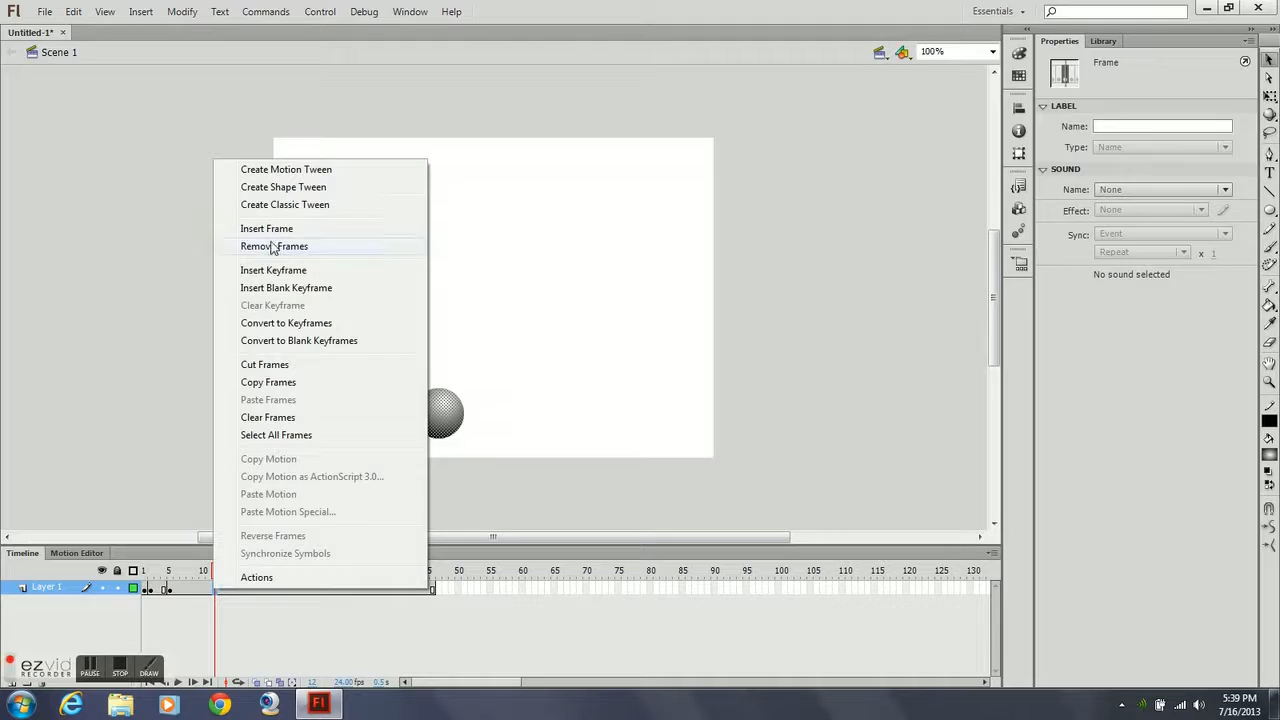 Fl File Edit View Insert Modify Text Commands Control Debug Window Help Essentials
Untitled-1* ×
Scene 1 100%
Properties Library
Frame
LABEL
Name:
Type: Name
SOUND
Name: None
Effect: None
Sync: Event
Repeat x 1
No sound selected
Create Motion Tween
Create Shape Tween
Create Classic Tween
Insert Frame
Remove Frames
Insert Keyframe
Insert Blank Keyframe
Clear Keyframe
Convert to Keyframes
Convert to Blank Keyframes
Cut Frames
Copy Frames
Paste Frames
Clear Frames
Select All Frames
Copy Motion
Copy Motion as ActionScript 3.0...
Paste Motion
Paste Motion Special...
Reverse Frames
Synchronize Symbols
Actions
Timeline Motion Editor
1 5 50 55 60 65 70 75 80 85 90 95 100 105 110 115 120 125 130
Layer 1
ezvid
RECORDER
PAUSE STOP DRAW
12 24.00fps 0.5s
Fl
5:39 PM
7/16/2013